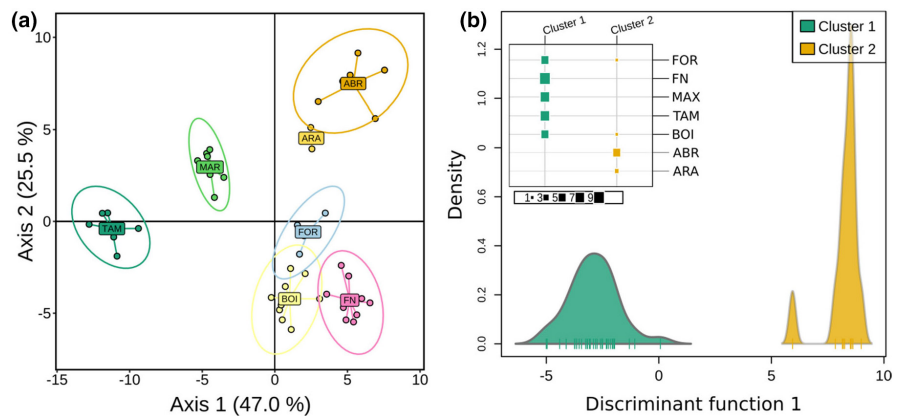 (a)
10
5
0
-5
-15
-10
-5
0
5
10
Axis 2 (25.5 %)
Axis 1 (47.0 %)
ABR
ARA
MAR
TAM
FOR
BOI
FN
(b)
Cluster 1
Cluster 2
Cluster 1
Cluster 2
FOR
FN
MAX
TAM
BOI
ABR
ARA
1 3 5 7 9
1.2
1.0
0
0.6
0.4
0.2
0.0
Density
-5
0
5
10
Discriminant function 1